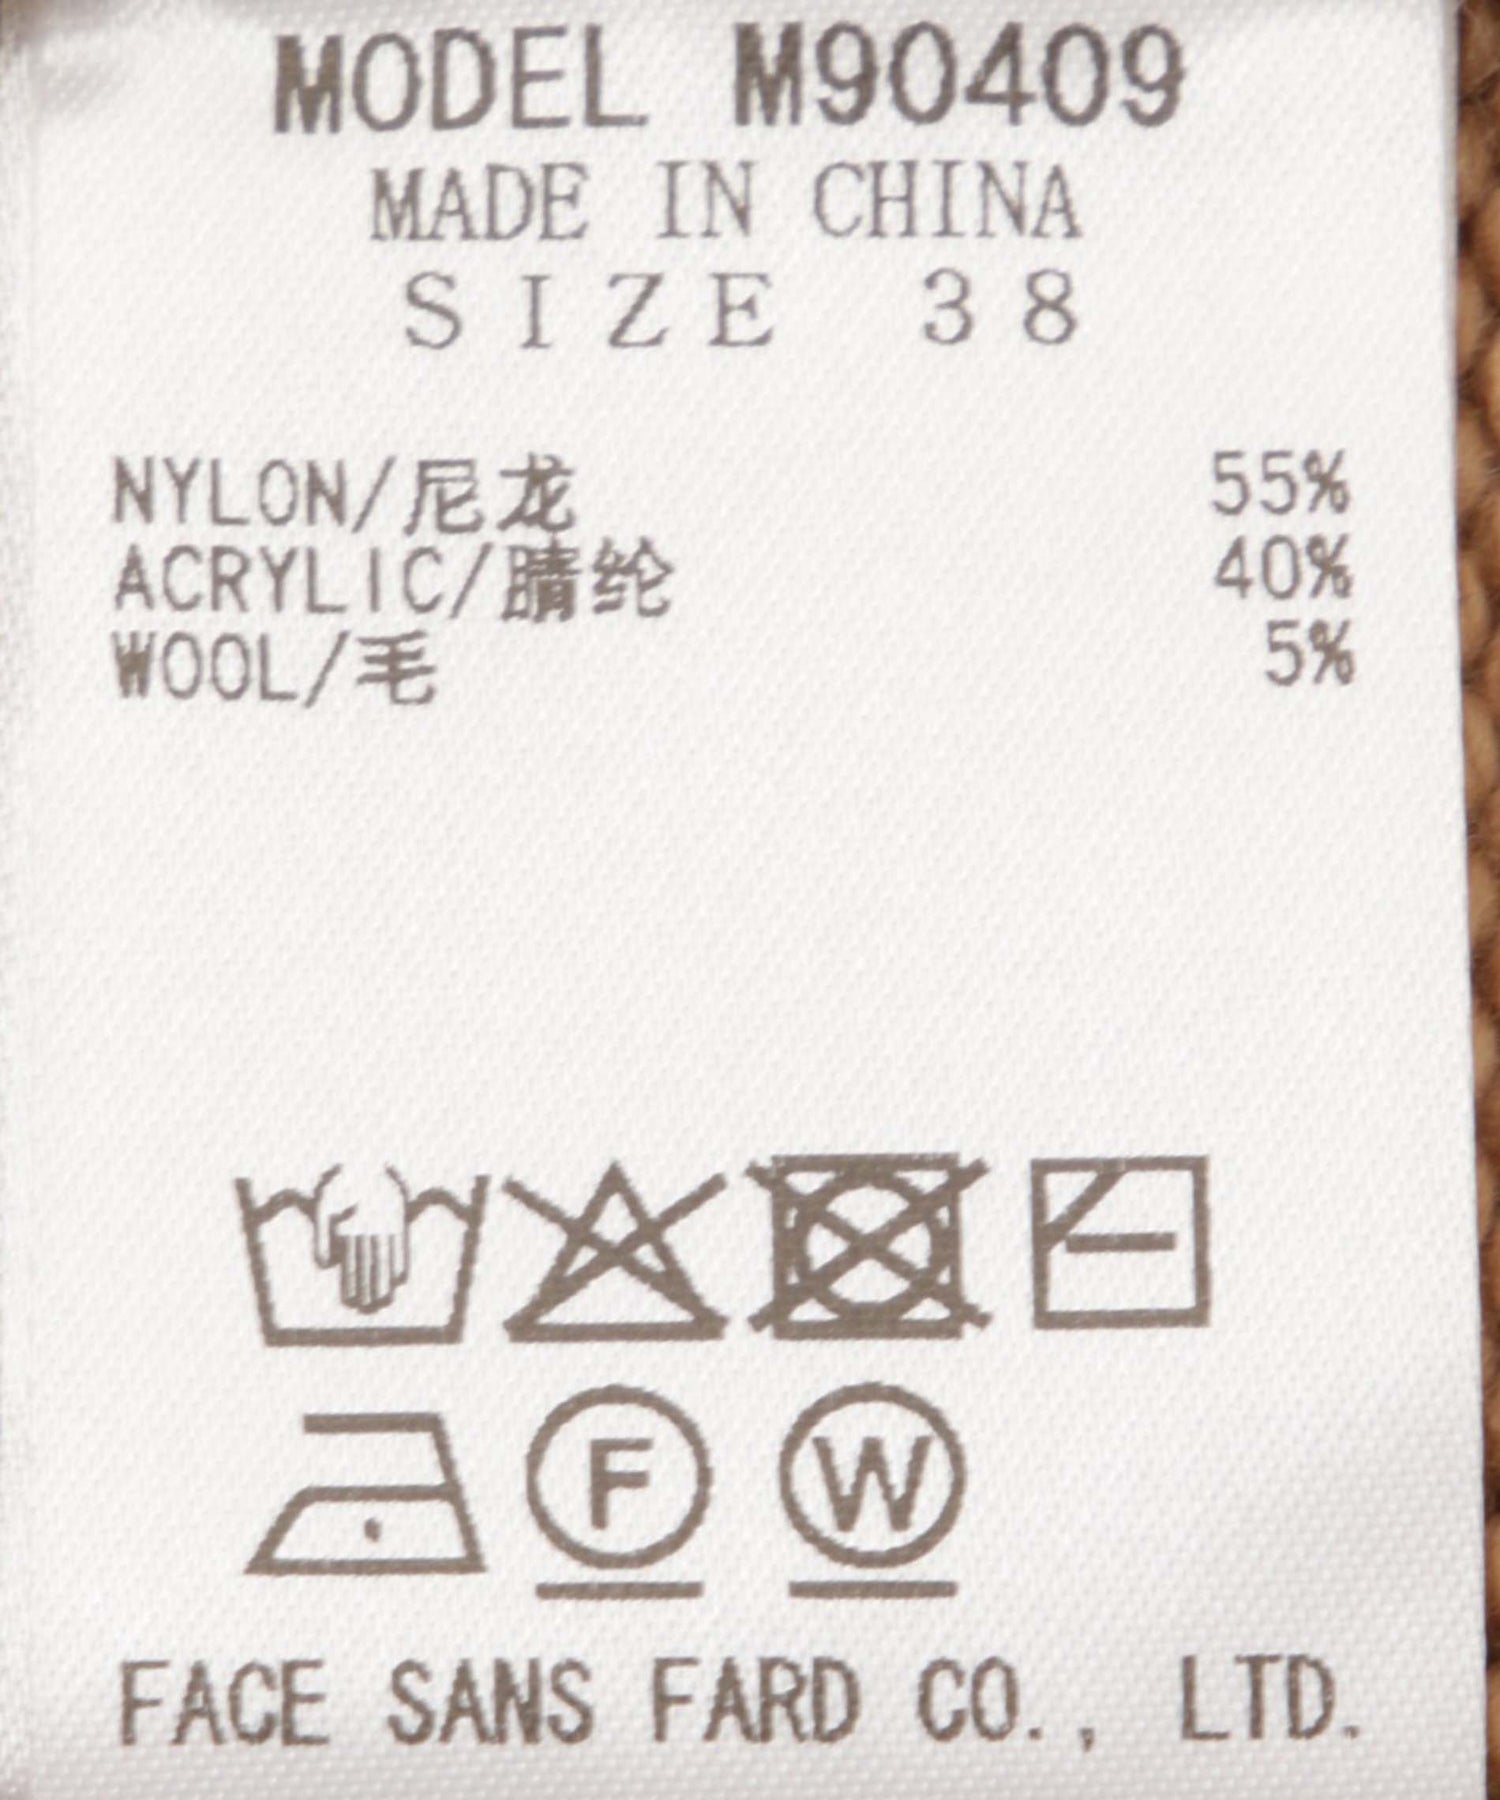 MODEL M90409
MADE IN CHINA
SIZE 38
NYLON/尼龙 55%
ACRYLIC/腈纶 40%
WOOL/毛 5%
F W
FACE SANS FARD CO., LTD.